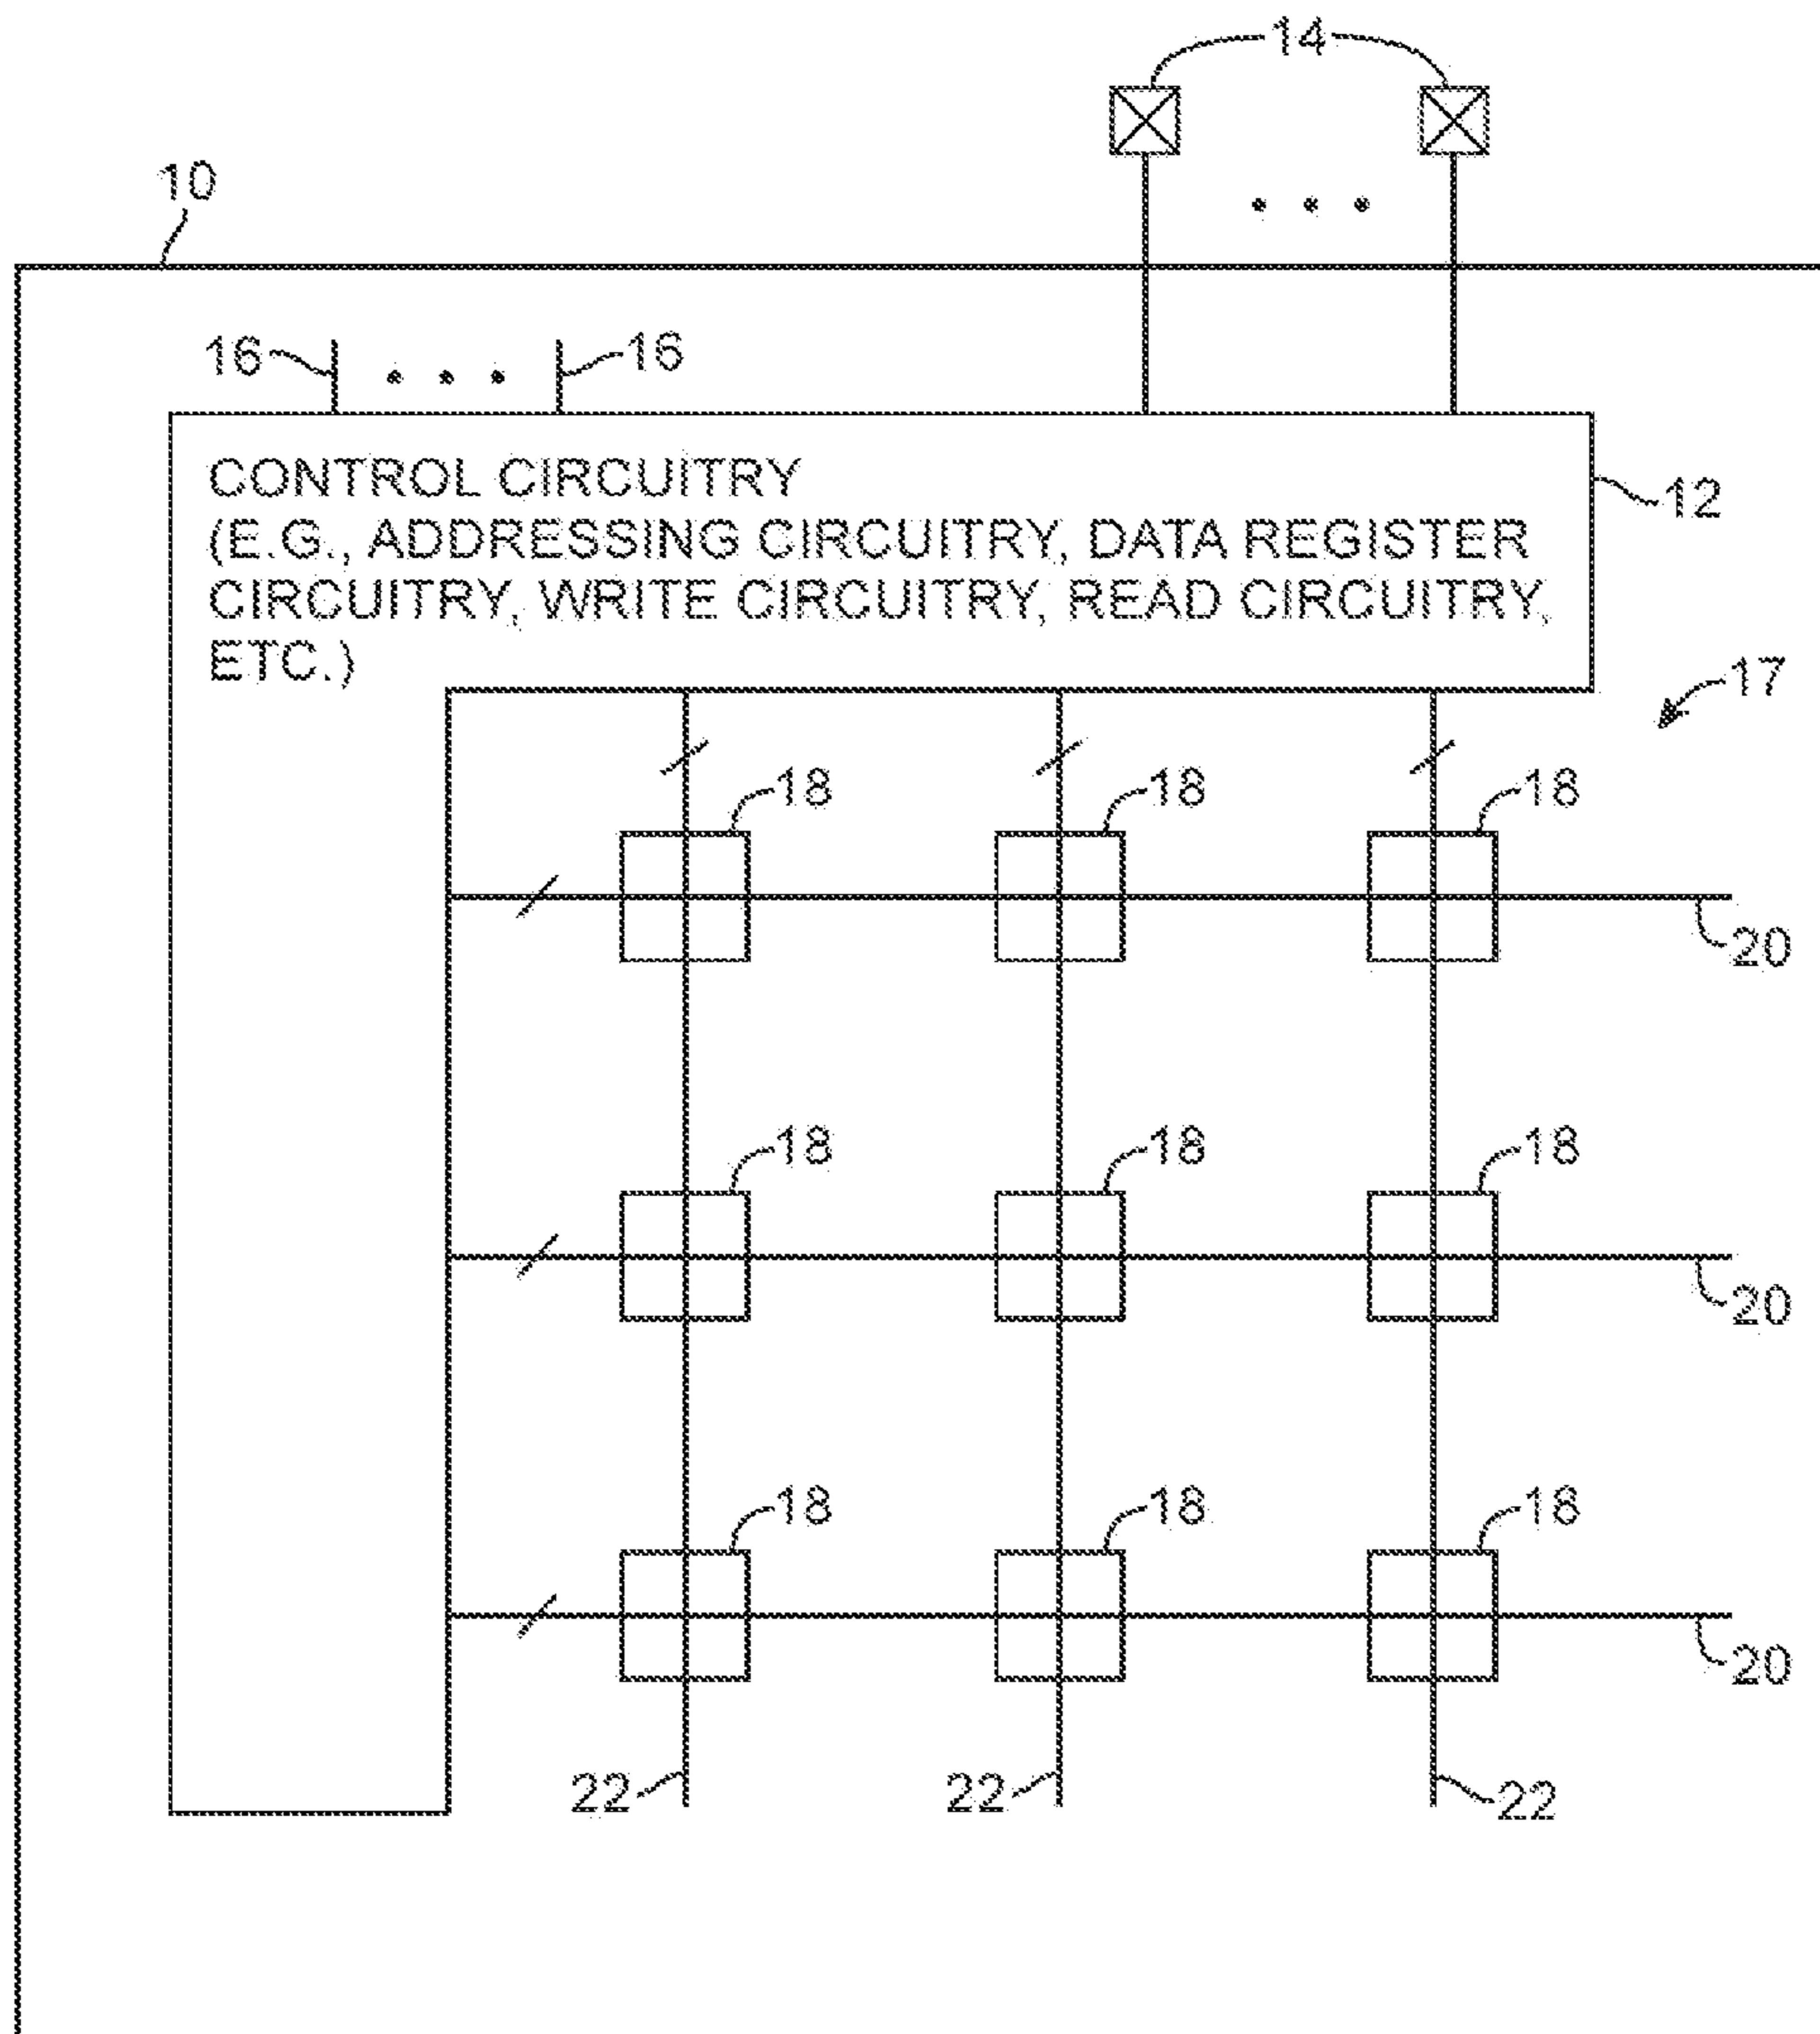 14
10
16 16
CONTROL CIRCUITRY
(E.G., ADDRESSING CIRCUITRY, DATA REGISTER
CIRCUITRY, WRITE CIRCUITRY, READ CIRCUITRY,
ETC.)
12
17
18 18 18
20
18 18 18
20
18 18 18
20
22 22 22